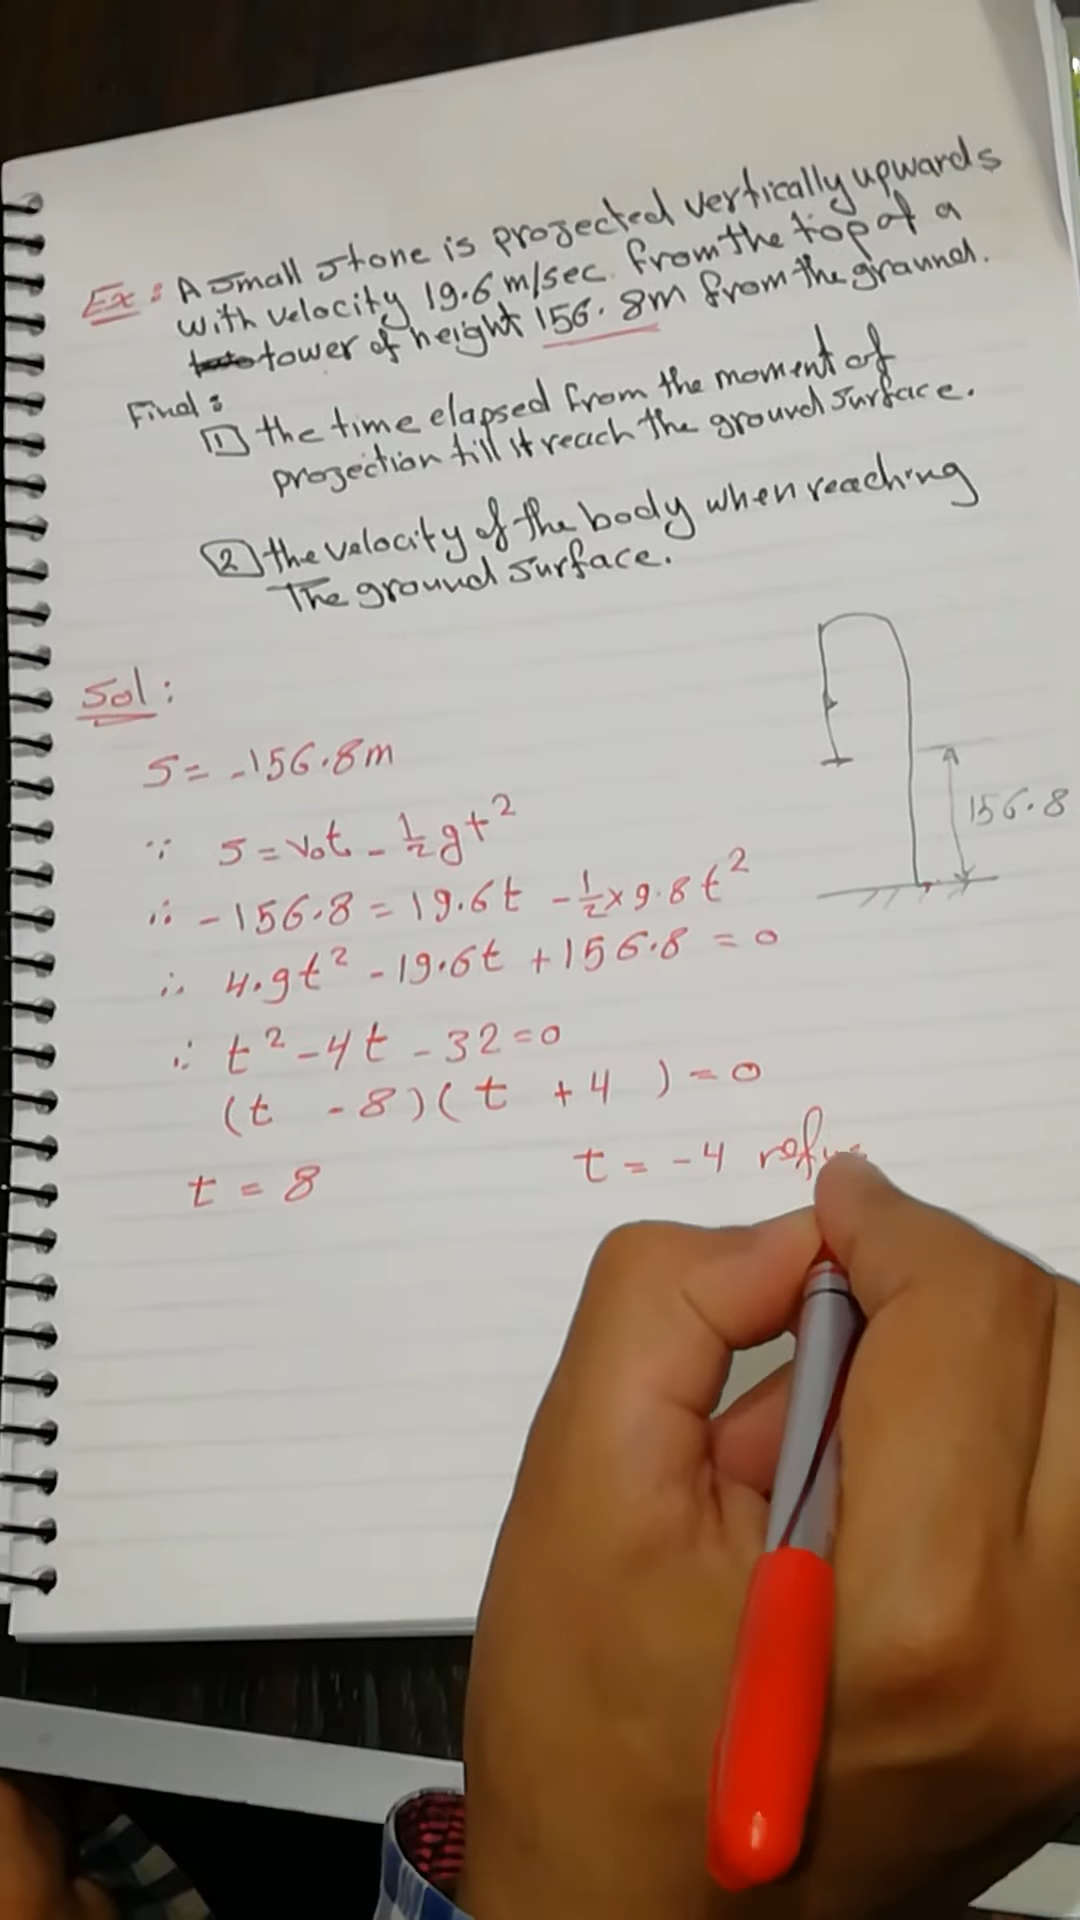 Ex: A small stone is projected vertically upwards
with velocity 19.6 m/sec. from the top of a
tower of height 156.8m from the ground.
Find:
1 the time elapsed from the moment of
projection till it reach the ground surface.
2 the velocity of the body when reaching
The ground surface.
Sol:
S = -156.8m
∵ S = V₀t - ½ gt²
∴ -156.8 = 19.6t - ½ × 9.8t²
∴ 4.9t² - 19.6t + 156.8 = 0
∴ t² - 4t - 32 = 0
(t - 8)(t + 4) = 0
t = 8 t = -4
156.8